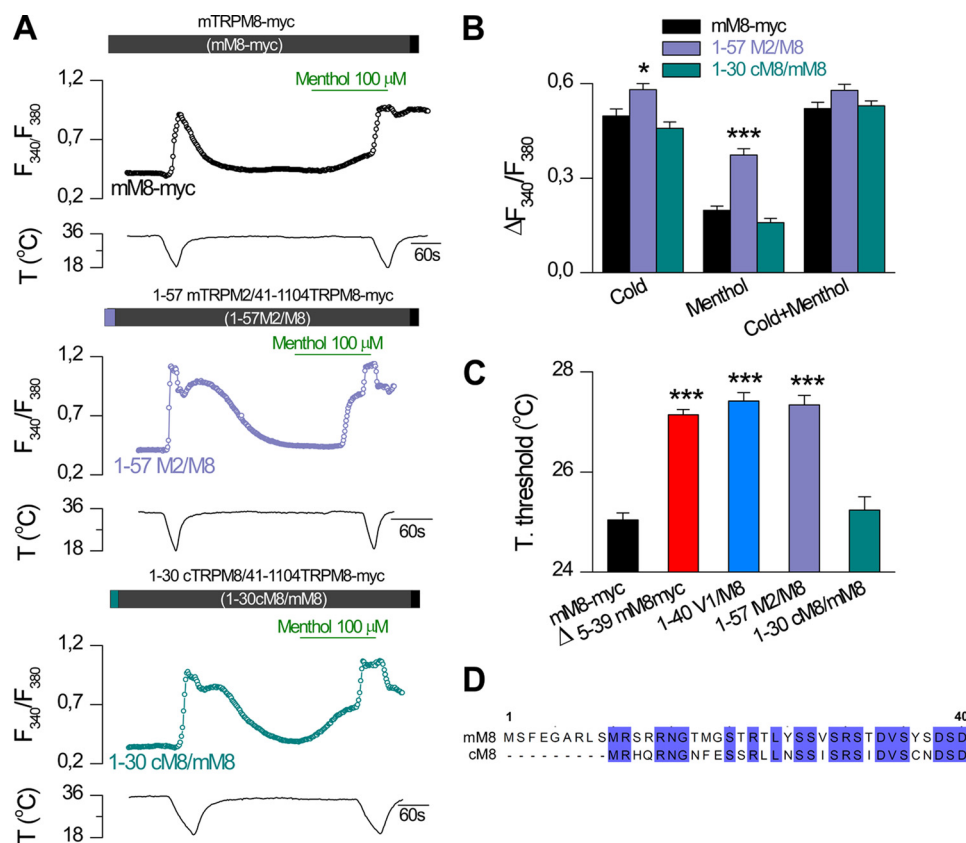 A
mTRPM8-myc
(mM8-myc)
Menthol 100 μM
1,2
0,7
0,2
F340/F380
mM8-myc
36
18
T (°C)
60s
1-57 mTRPM2/41-1104TRPM8-myc
(1-57M2/M8)
Menthol 100 μM
1,2
0,7
0,2
F340/F380
1-57 M2/M8
36
18
T (°C)
60s
1-30 cTRPM8/41-1104TRPM8-myc
(1-30cM8/mM8)
Menthol 100 μM
1,2
0,7
0,2
F340/F380
1-30 cM8/mM8
36
18
T (°C)
60s
B
mM8-myc
1-57 M2/M8
1-30 cM8/mM8
0,6
0,3
0,0
ΔF340/F380
*
***
Cold
Menthol
Cold+Menthol
C
28
26
24
T. threshold (°C)
***
***
***
mM8-myc
Δ 5-39 mM8myc
1-40 V1/M8
1-57 M2/M8
1-30 cM8/mM8
D
1 40
mM8 MSFEGARLSMRSRRNGTMGSTRTLYSSVSRSTDVSYSDSD
cM8 ---------MRHQRNGNFESSRLLNSSISRSIDVSCNDSD